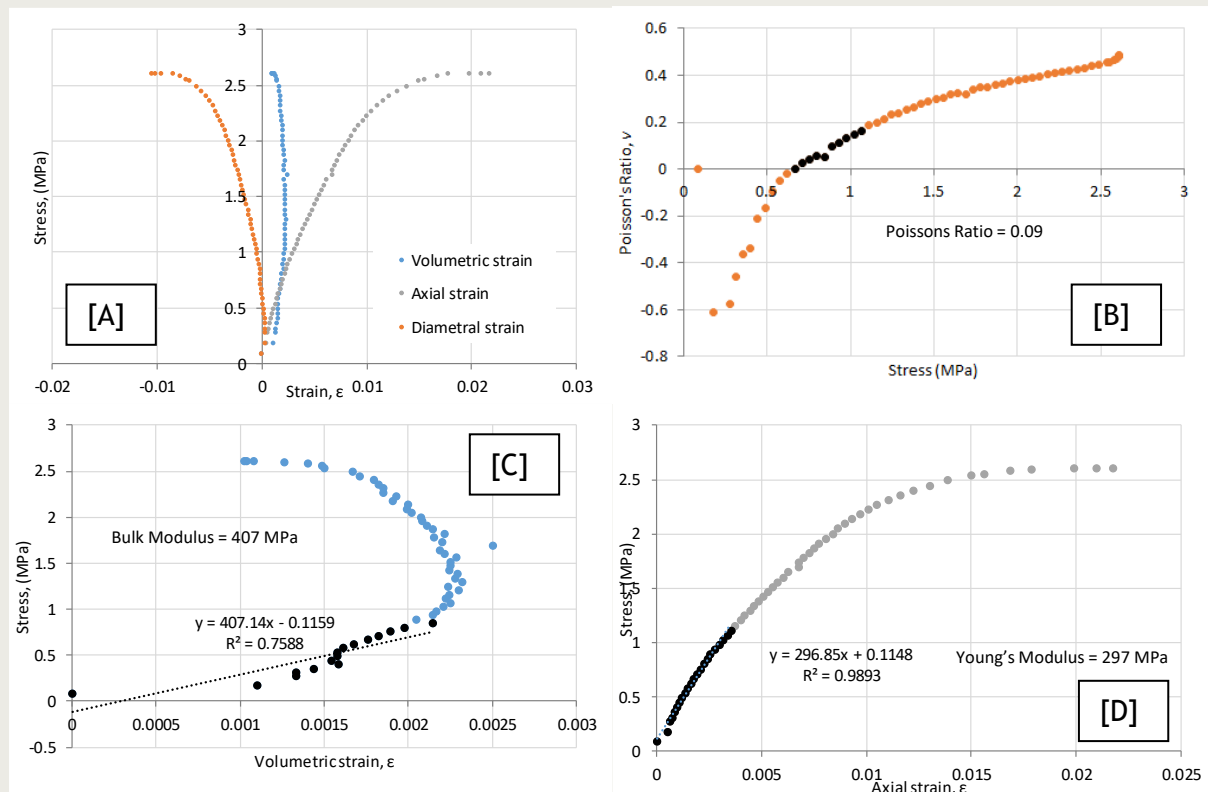 3
2.5
2
1.5
1
0.5
0
-0.02
-0.01
0
0.01
0.02
0.03
Stress, (MPa)
Strain, ε
Volumetric strain
Axial strain
Diametral strain
[A]
0.6
0.4
0.2
0
-0.2
-0.4
-0.6
-0.8
0
0.5
1
1.5
2
2.5
3
Poisson's Ratio, v
Stress (MPa)
Poissons Ratio = 0.09
[B]
3
2.5
2
1.5
1
0.5
0
-0.5
0
0.0005
0.001
0.0015
0.002
0.0025
0.003
Stress, (MPa)
Volumetric strain, ε
Bulk Modulus = 407 MPa
y = 407.14x - 0.1159
R² = 0.7588
[C]
3
2.5
2
1.5
1
0.5
0
0
0.005
0.01
0.015
0.02
0.025
Stress, (MPa)
Axial strain, ε
y = 296.85x + 0.1148
R² = 0.9893
Young's Modulus = 297 MPa
[D]